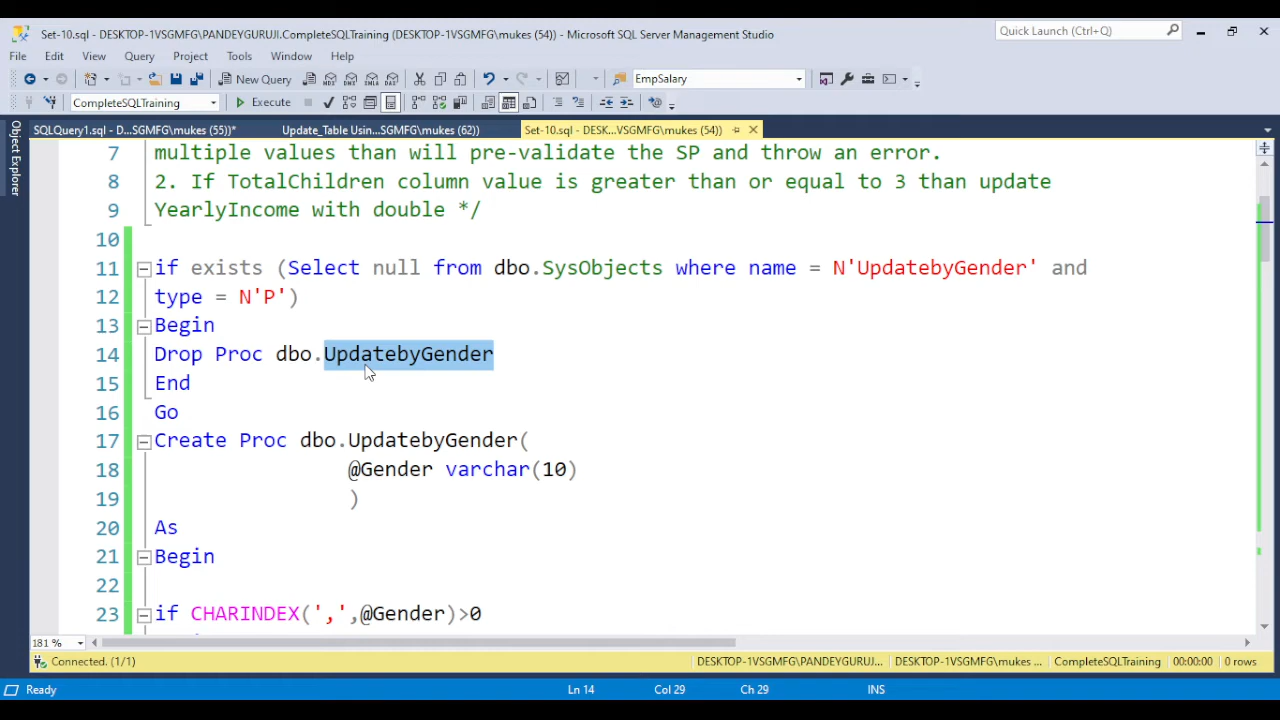 Set-10.sql - DESKTOP-1VSGMFG\PANDEYGURUJI.CompleteSQLTraining (DESKTOP-1VSGMFG\mukes (54)) - Microsoft SQL Server Management Studio
Quick Launch (Ctrl+Q)
File Edit View Query Project Tools Window Help
New Query
EmpSalary
CompleteSQLTraining
Execute
SQLQuery1.sql - D...SGMFG\mukes (55))*
Update_Table Usin...SGMFG\mukes (62))
Set-10.sql - DESK...VSGMFG\mukes (54))
Object Explorer
7 multiple values than will pre-validate the SP and throw an error.
8 2. If TotalChildren column value is greater than or equal to 3 than update
9 YearlyIncome with double */
10
11 if exists (Select null from dbo.SysObjects where name = N'UpdatebyGender' and
12 type = N'P')
13 Begin
14 Drop Proc dbo.UpdatebyGender
15 End
16 Go
17 Create Proc dbo.UpdatebyGender(
18 @Gender varchar(10)
19 )
20 As
21 Begin
22
23 if CHARINDEX(',',@Gender)>0
181 %
Connected. (1/1)
DESKTOP-1VSGMFG\PANDEYGURUJI...
DESKTOP-1VSGMFG\mukes ...
CompleteSQLTraining
00:00:00
0 rows
Ready
Ln 14
Col 29
Ch 29
INS